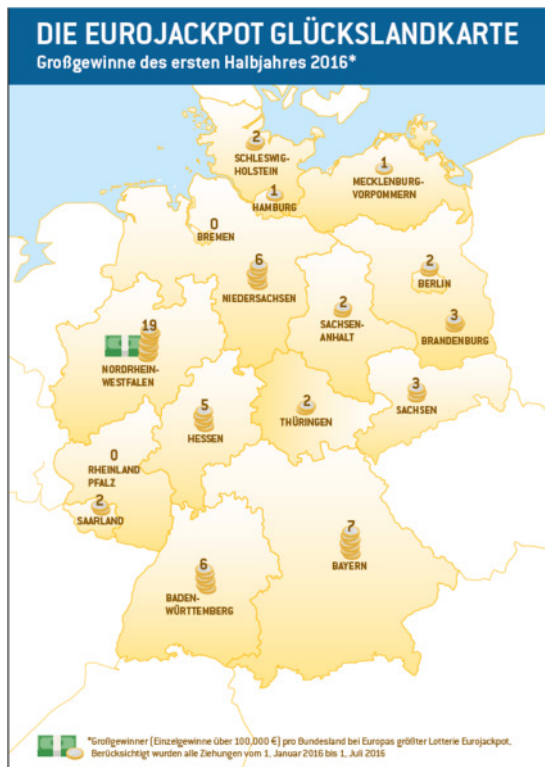 DIE EUROJACKPOT GLÜCKSLANDKARTE
Großgewinne des ersten Halbjahres 2016*
2
SCHLESWIG-
HOLSTEIN
1
MECKLENBURG-
VORPOMMERN
1
HAMBURG
0
BREMEN
6
NIEDERSACHSEN
2
BERLIN
2
SACHSEN-
ANHALT
3
BRANDENBURG
19
NORDRHEIN-
WESTFALEN
3
SACHSEN
5
HESSEN
2
THÜRINGEN
0
RHEINLAND
PFALZ
2
SAARLAND
7
BAYERN
6
BADEN-
WÜRTTEMBERG
*Großgewinner (Einzelgewinne über 100.000 €) pro Bundesland bei Europas größter Lotterie Eurojackpot.
Berücksichtigt wurden alle Ziehungen vom 1. Januar 2016 bis 1. Juli 2016